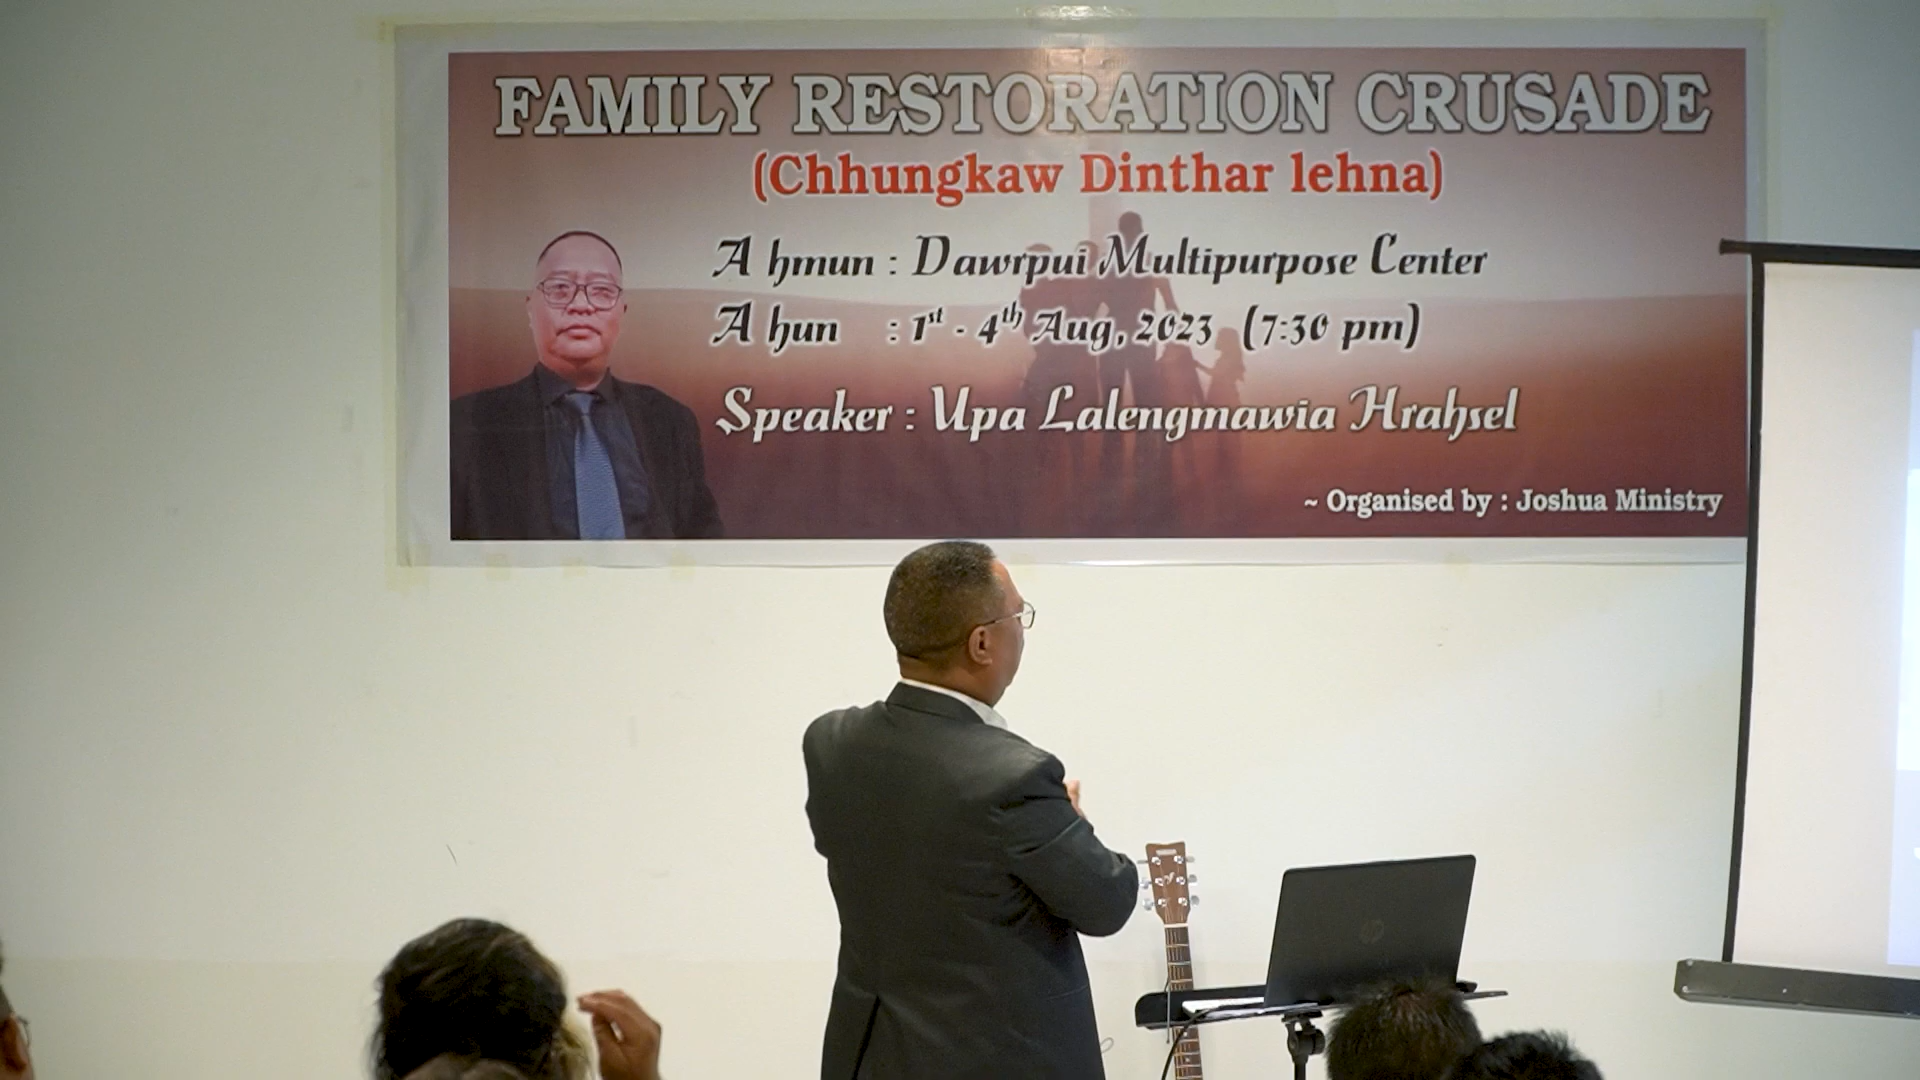 FAMILY RESTORATION CRUSADE
(Chhungkaw Dinthar lehna)
A hmun : Dawrpui Multipurpose Center
A hun : 1st - 4th Aug, 2023 (7:30 pm)
Speaker : Upa Lalengmawia Hrahsel
~ Organised by : Joshua Ministry
hp